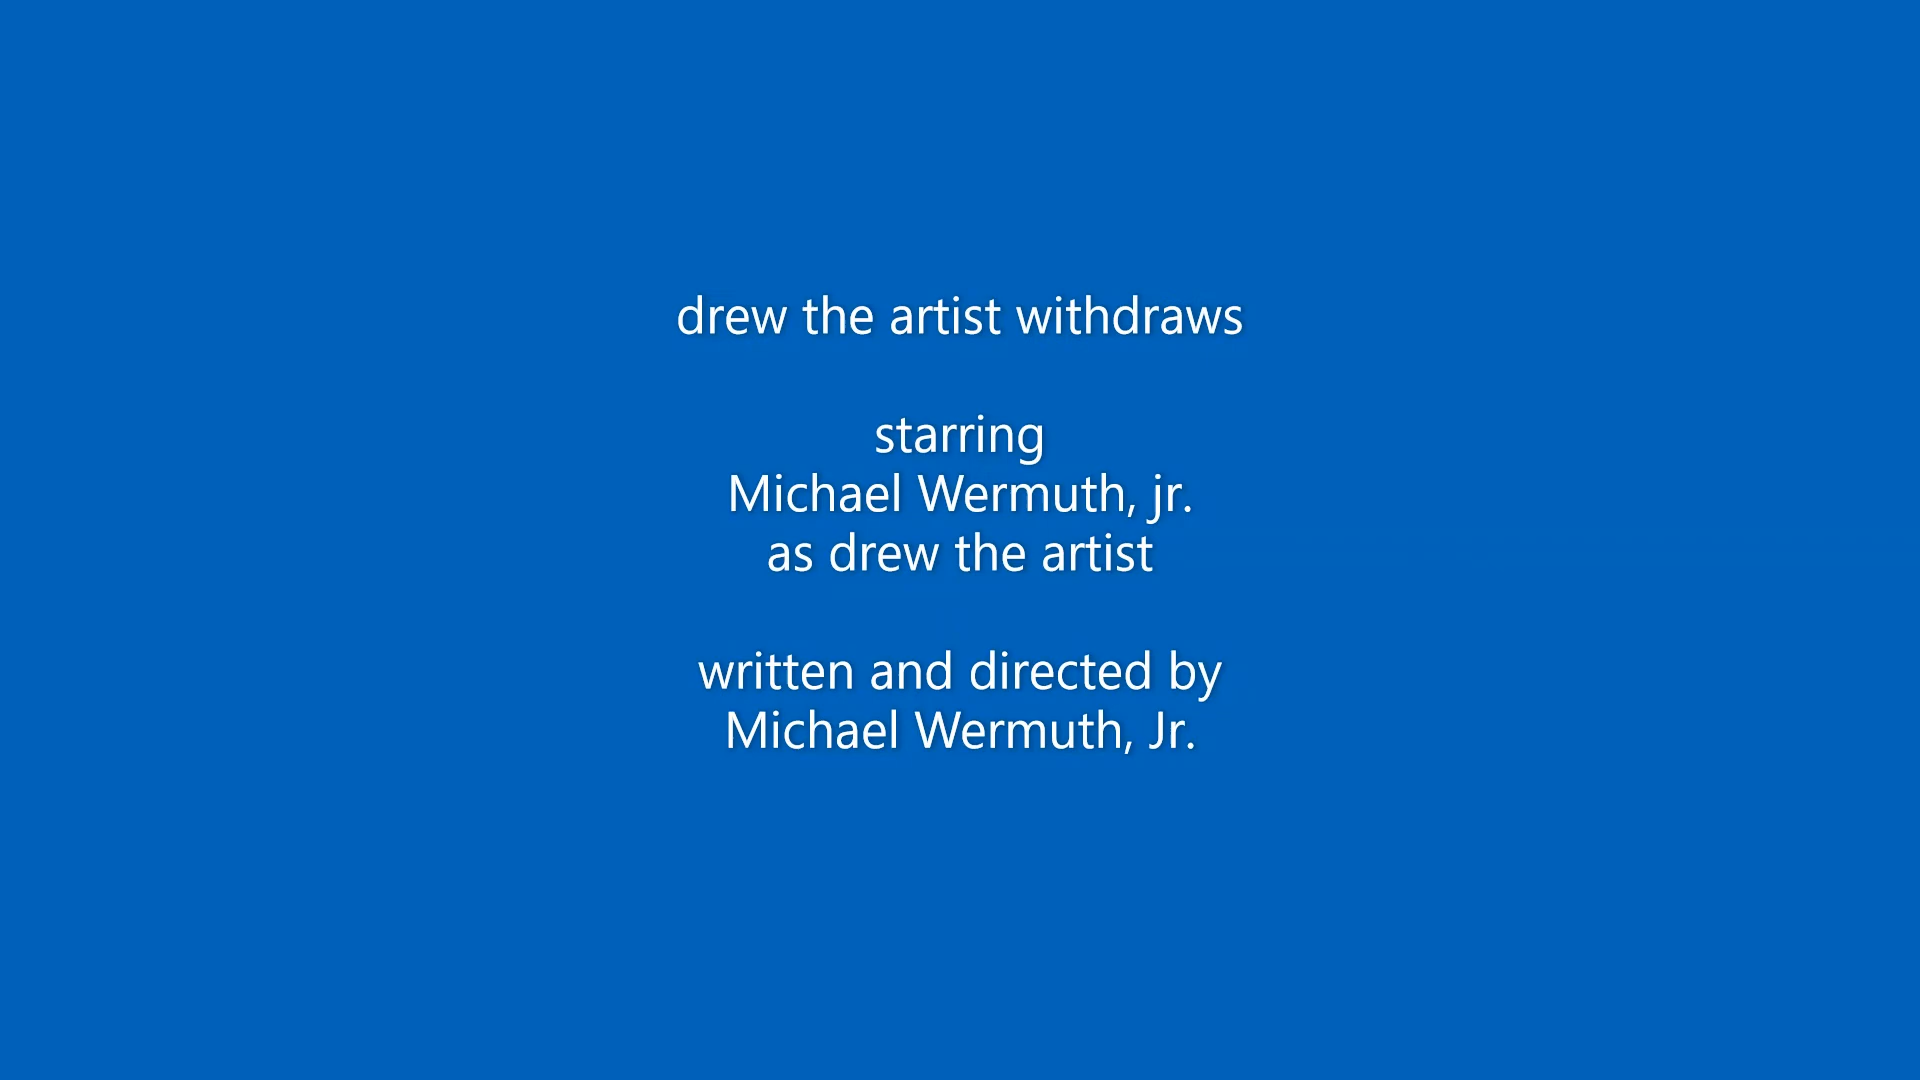 drew the artist withdraws
starring
Michael Wermuth, jr.
as drew the artist
written and directed by
Michael Wermuth, Jr.